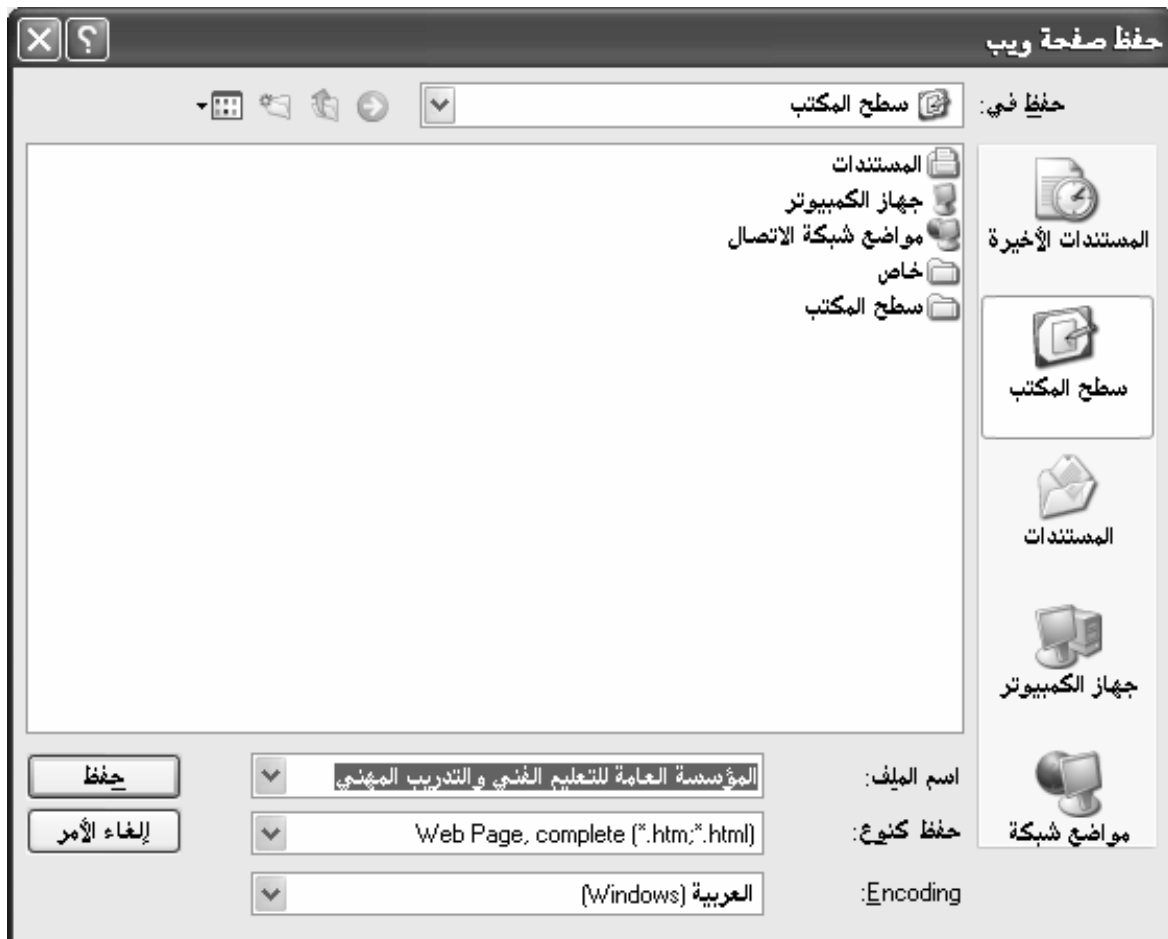 حفظ صفحة ويب
حفظ في: سطح المكتب
المستندات الأخيرة
سطح المكتب
المستندات
جهاز الكمبيوتر
مواضع شبكة
المستندات
جهاز الكمبيوتر
مواضع شبكة الاتصال
خاص
سطح المكتب
اسم الملف: المؤسسة العامة للتعليم الفني والتدريب المهني
حفظ
حفظ كنوع: Web Page, complete (*.htm;*.html)
إلغاء الأمر
Encoding: العربية (Windows)